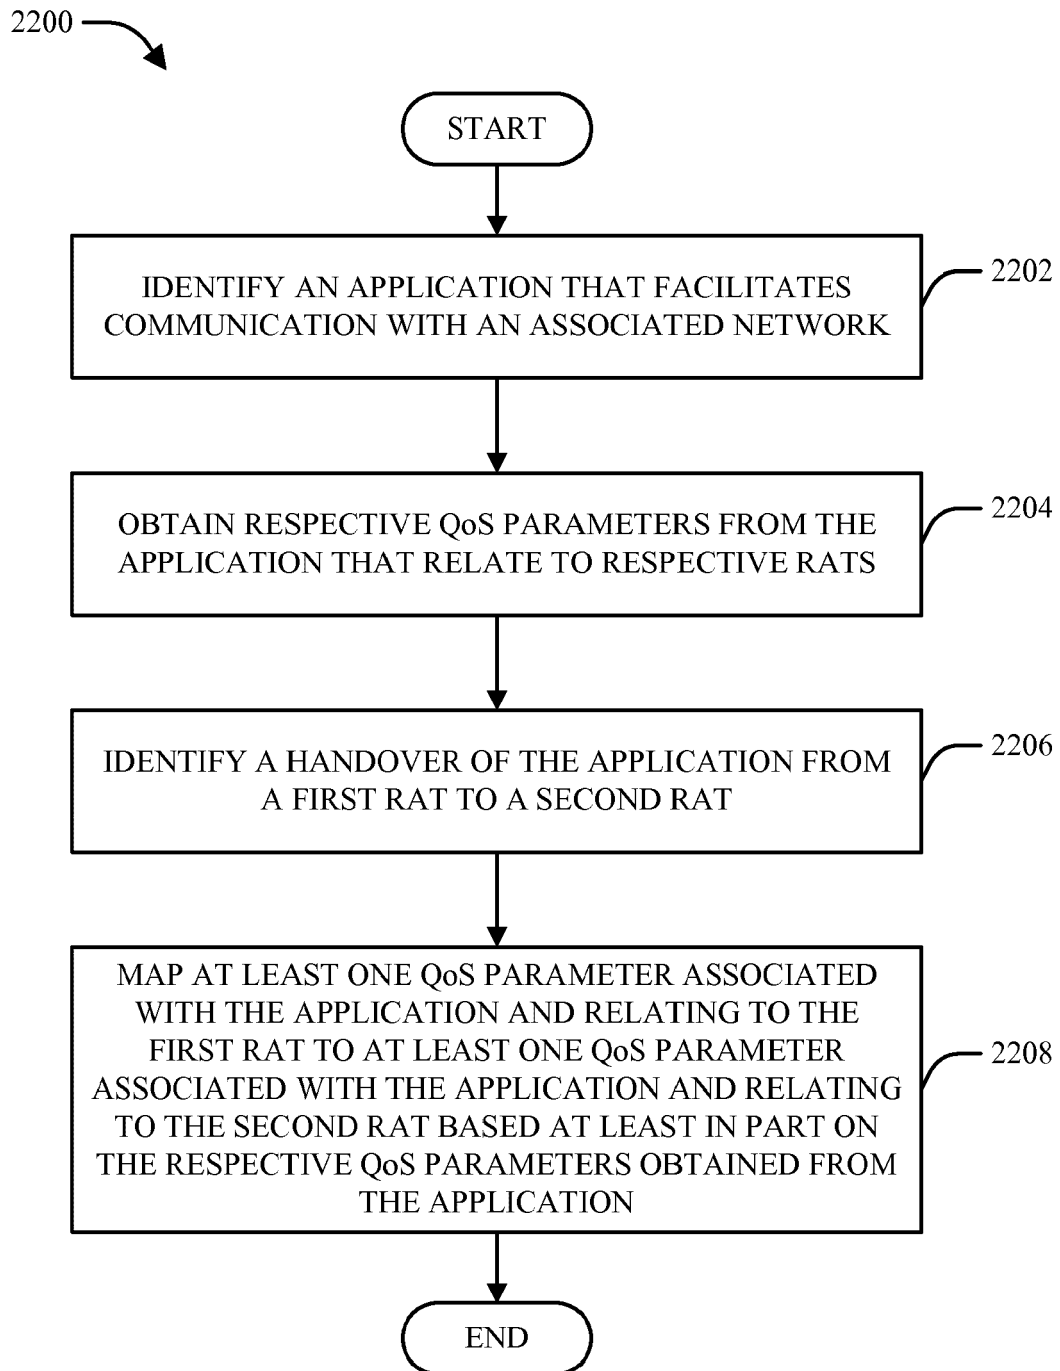 2200
START
IDENTIFY AN APPLICATION THAT FACILITATES
COMMUNICATION WITH AN ASSOCIATED NETWORK
2202
OBTAIN RESPECTIVE QoS PARAMETERS FROM THE
APPLICATION THAT RELATE TO RESPECTIVE RATS
2204
IDENTIFY A HANDOVER OF THE APPLICATION FROM
A FIRST RAT TO A SECOND RAT
2206
MAP AT LEAST ONE QoS PARAMETER ASSOCIATED
WITH THE APPLICATION AND RELATING TO THE
FIRST RAT TO AT LEAST ONE QoS PARAMETER
ASSOCIATED WITH THE APPLICATION AND RELATING
TO THE SECOND RAT BASED AT LEAST IN PART ON
THE RESPECTIVE QoS PARAMETERS OBTAINED FROM
THE APPLICATION
2208
END